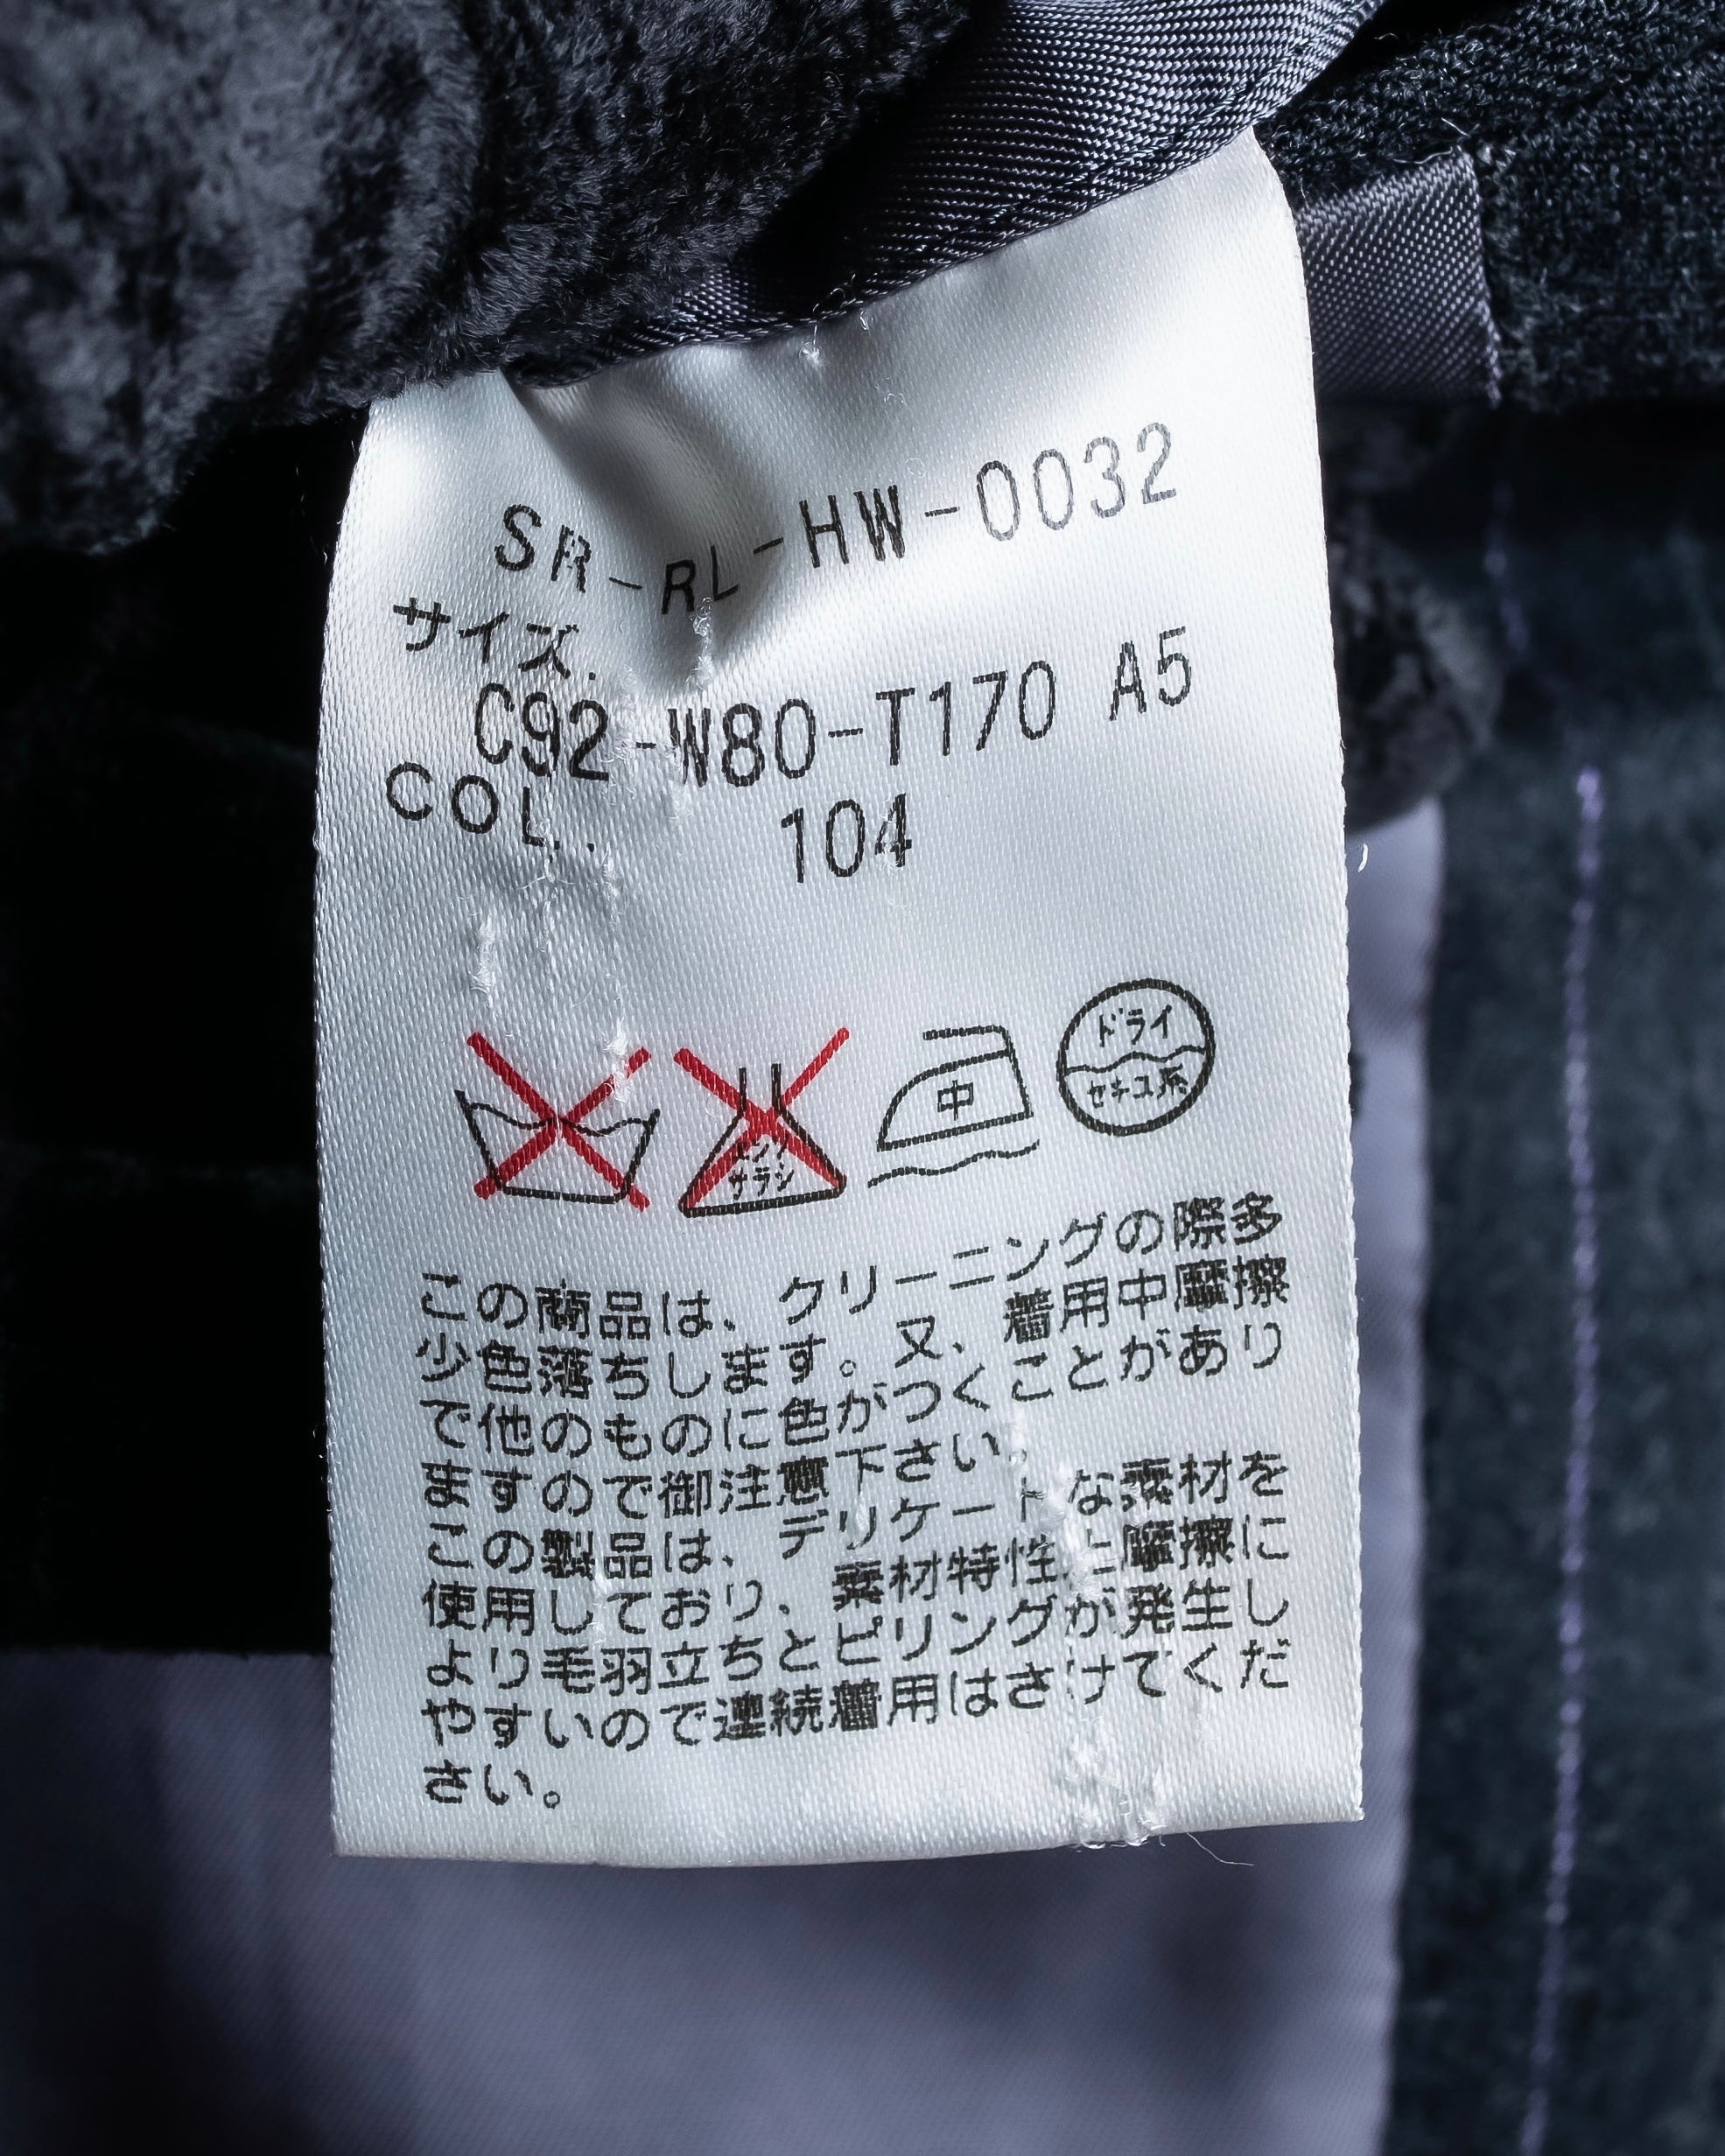 SR-RL-HW-0032
サイズ.
C92-W80-T170 A5
COL.. 104
エンソ
サラシ
中
ドライ
セキユ系
この商品は、クリーニングの際多
少色落ちします。又、着用中摩擦
で他のものに色がつくことがあり
ますので御注意下さい。
この製品は、デリケートな素材を
使用しており、素材特性上摩擦に
より毛羽立ちとピリングが発生し
やすいので連続着用はさけてくだ
さい。